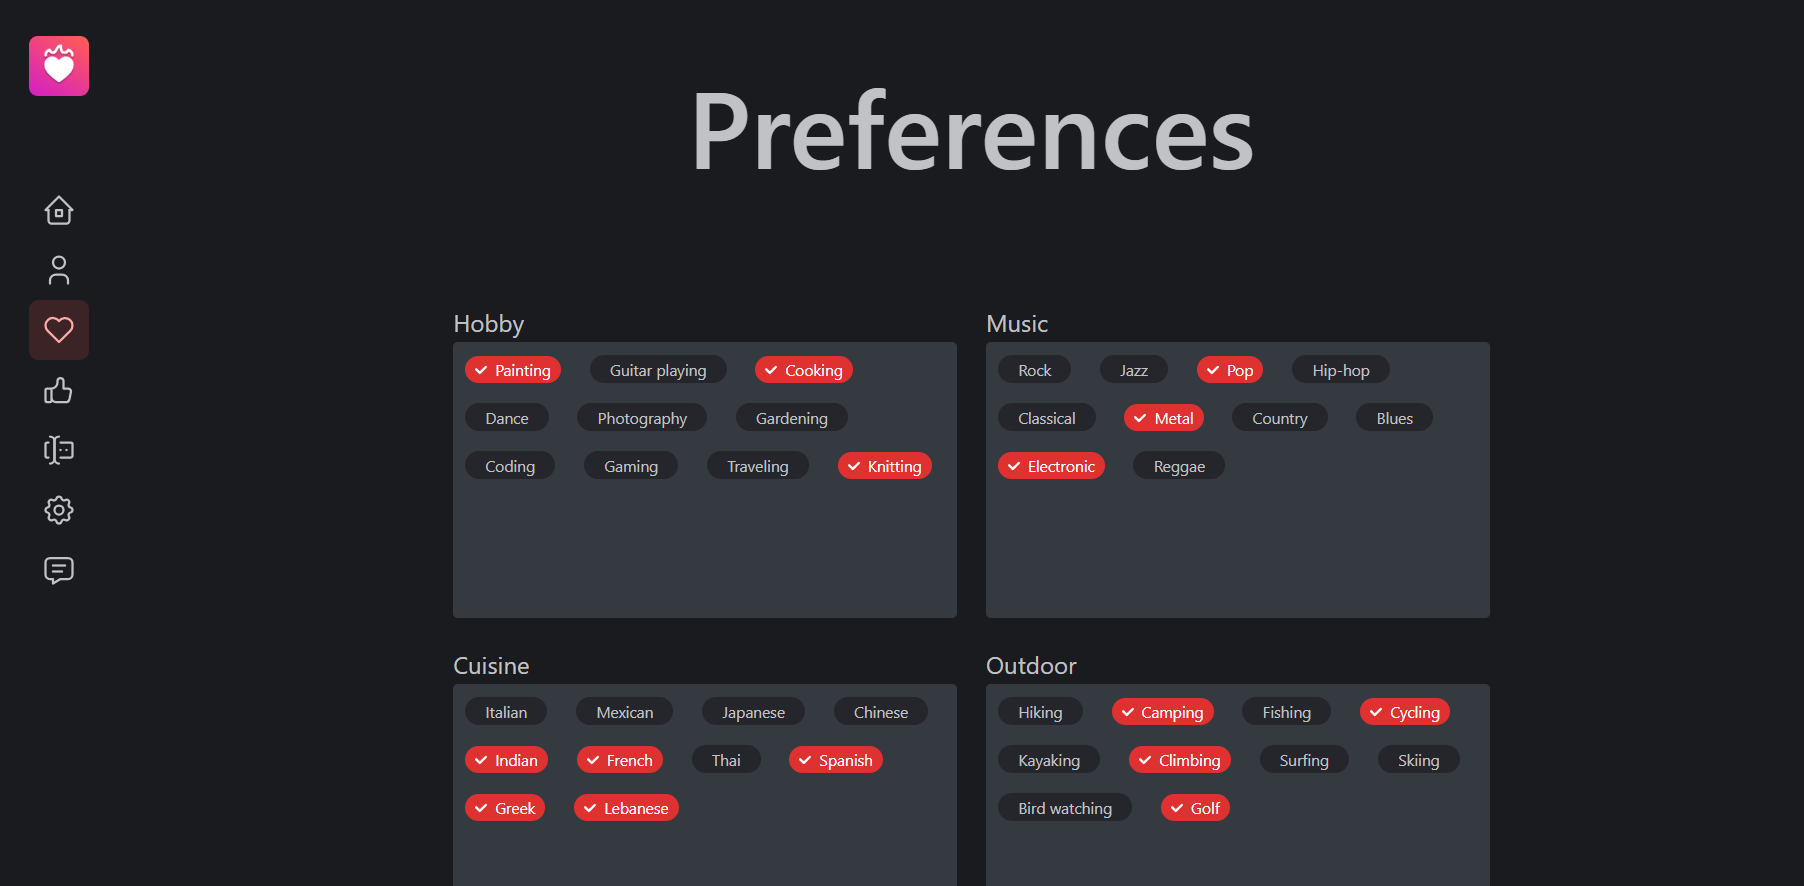 Preferences
Hobby
Painting Guitar playing Cooking
Dance Photography Gardening
Coding Gaming Traveling Knitting
Music
Rock Jazz Pop Hip-hop
Classical Metal Country Blues
Electronic Reggae
Cuisine
Italian Mexican Japanese Chinese
Indian French Thai Spanish
Greek Lebanese
Outdoor
Hiking Camping Fishing Cycling
Kayaking Climbing Surfing Skiing
Bird watching Golf